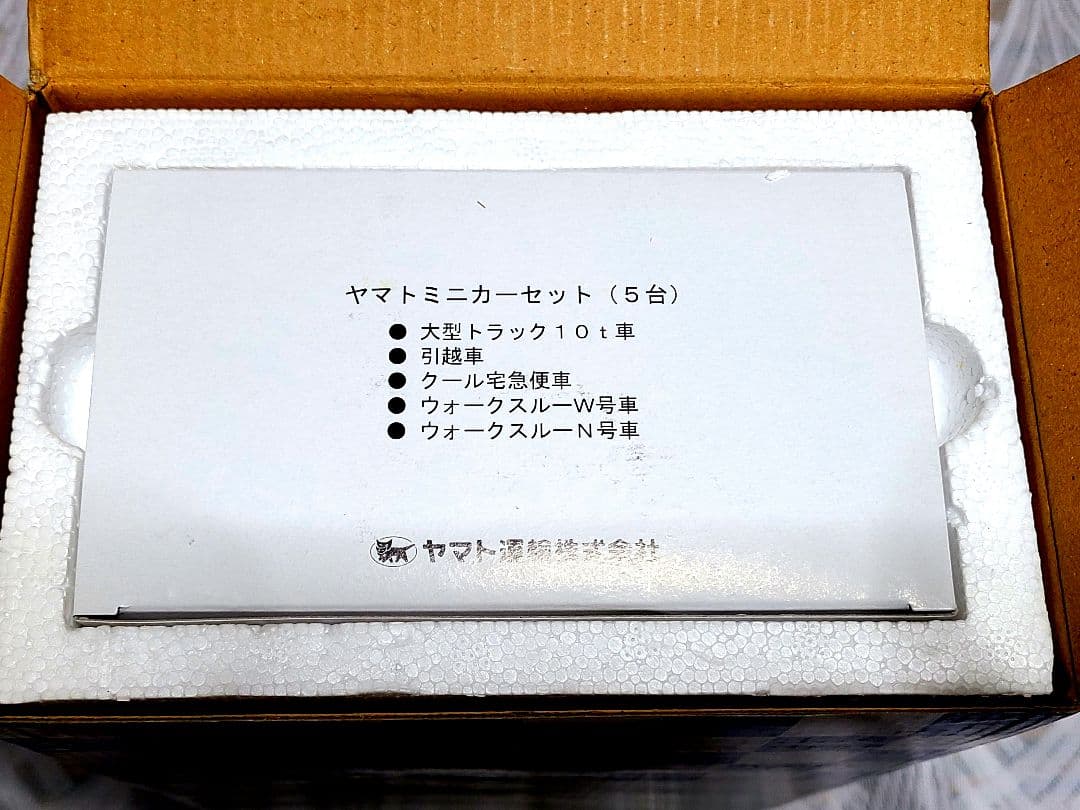 ヤマトミニカーセット（５台）
● 大型トラック１０ｔ車
● 引越車
● クール宅急便車
● ウォークスルーＷ号車
● ウォークスルーＮ号車
ヤマト運輸株式会社